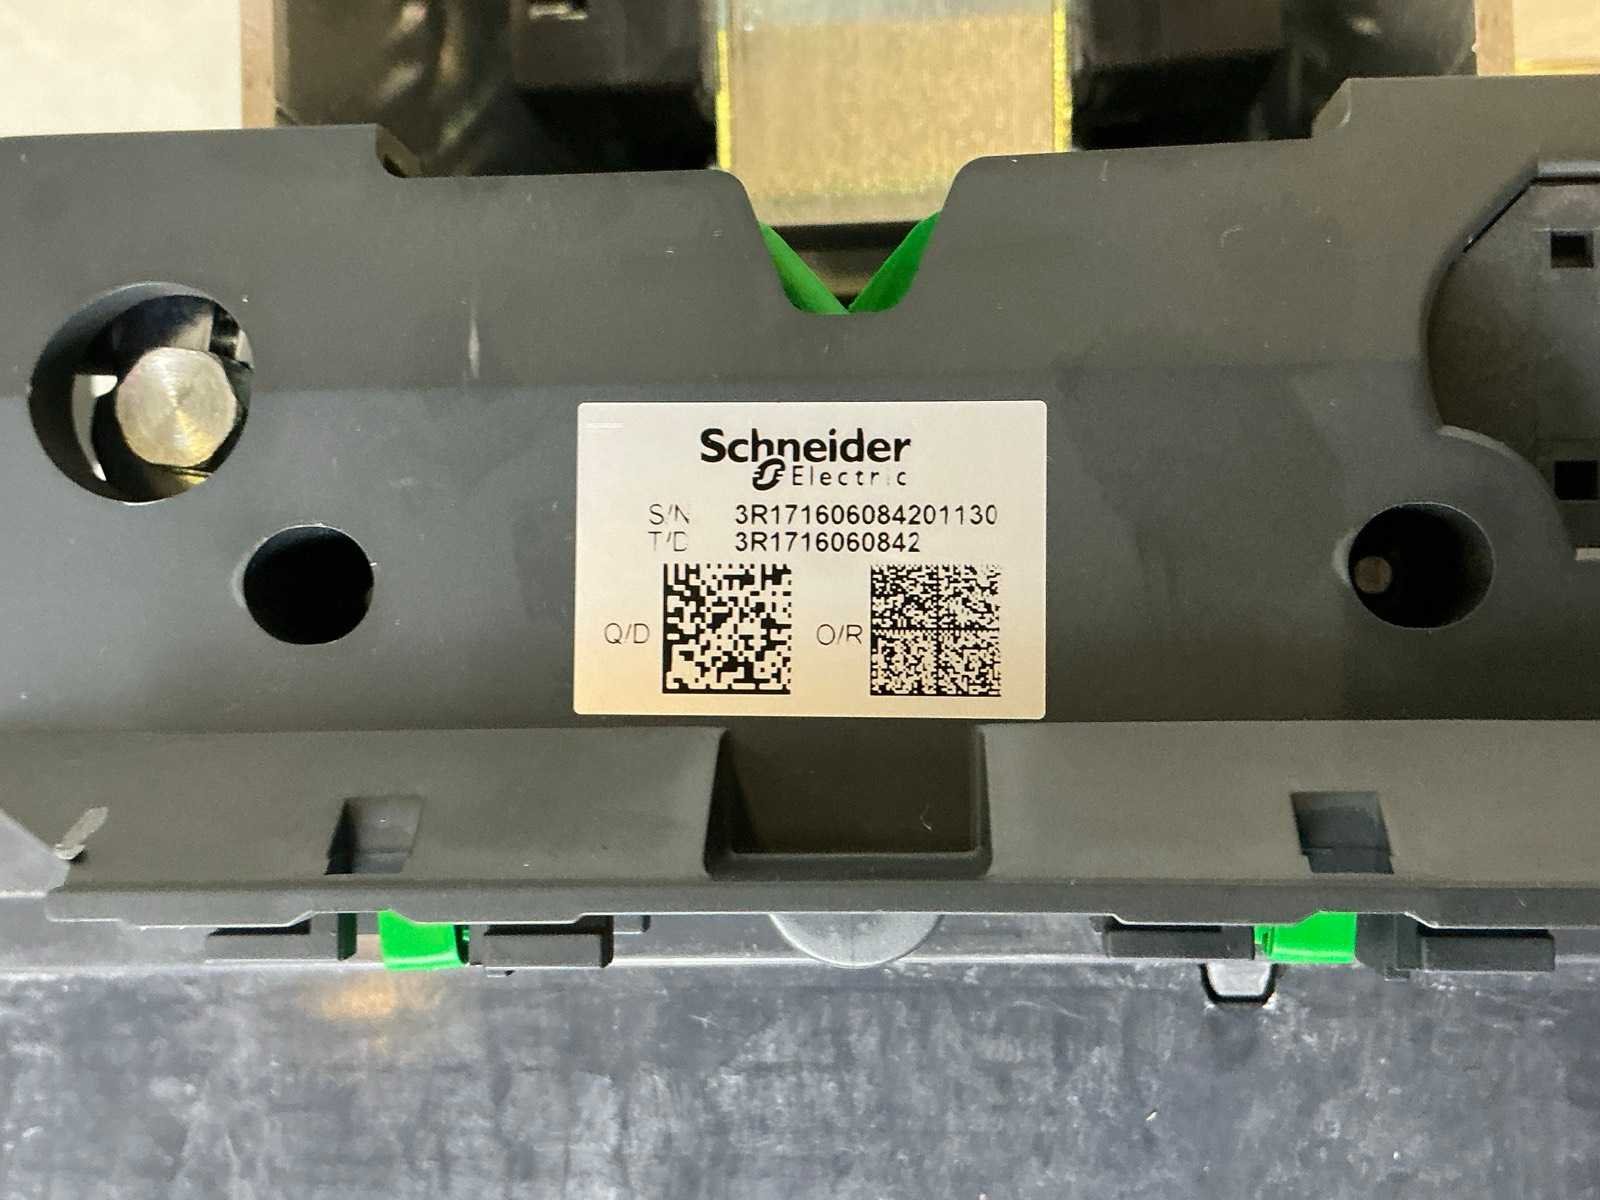 Schneider
Electric
S/N 3R171606084201130
T/D 3R1716060842
Q/D O/R